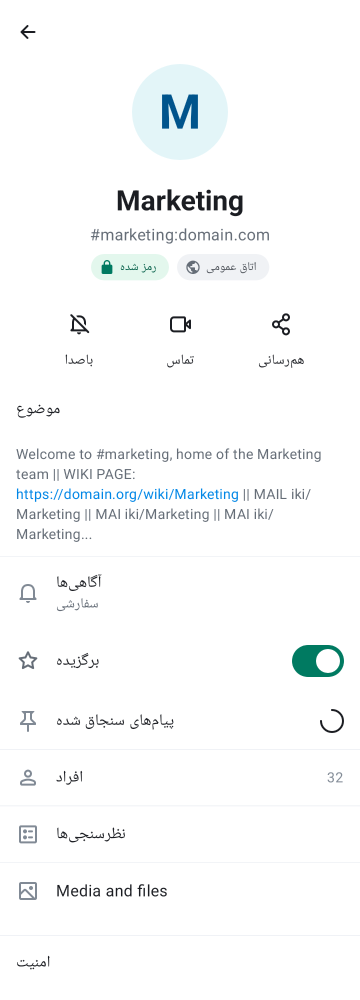 M
Marketing
#marketing:domain.com
رمز شده
اتاق عمومی
باصدا
تماس
هم‌رسانی
موضوع
Welcome to #marketing, home of the Marketing
team || WIKI PAGE:
https://domain.org/wiki/Marketing || MAIL iki/
Marketing || MAI iki/Marketing || MAI iki/
Marketing...
آگاهی‌ها
سفارشی
برگزیده
پیام‌های سنجاق شده
افراد
32
نظرسنجی‌ها
Media and files
امنیت